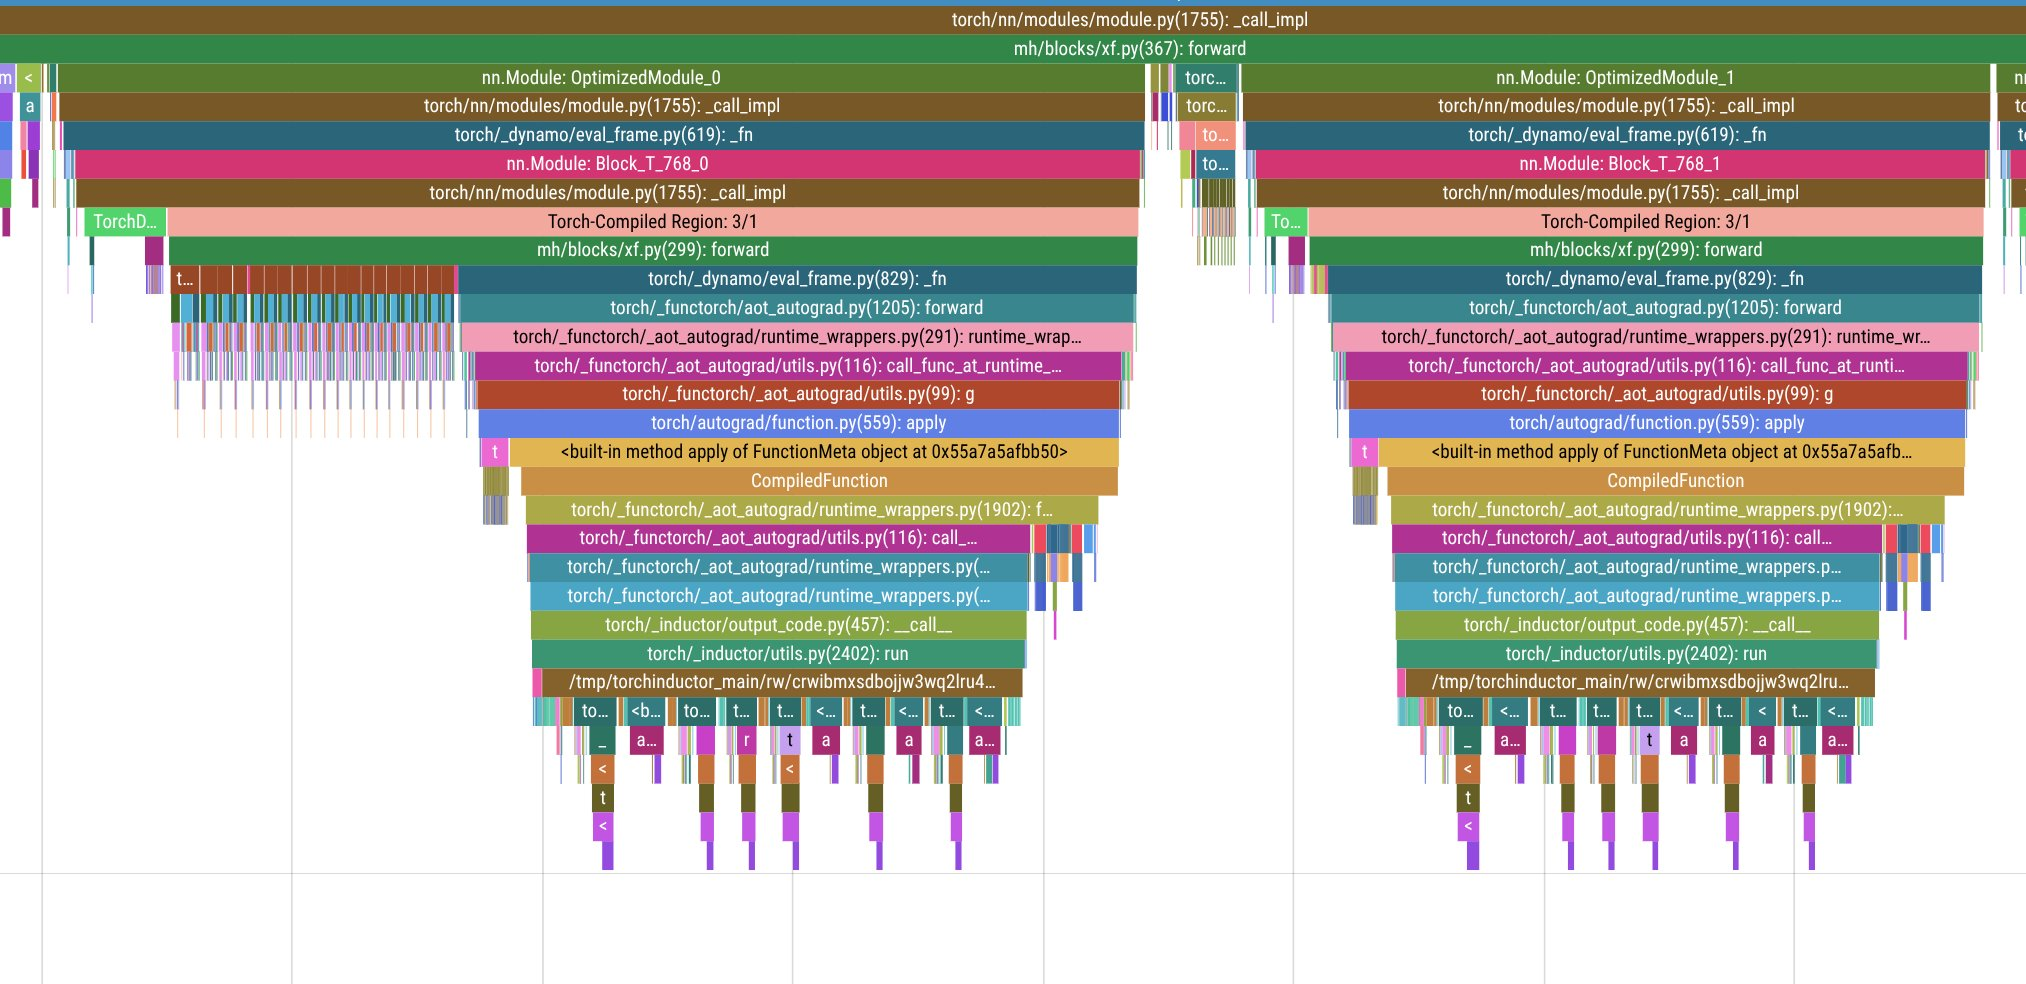 torch/nn/modules/module.py(1755): _call_impl
mh/blocks/xf.py(367): forward
m < nn.Module: OptimizedModule_0 torc... nn.Module: OptimizedModule_1
a torch/nn/modules/module.py(1755): _call_impl torc... torch/nn/modules/module.py(1755): _call_impl
torch/_dynamo/eval_frame.py(619): _fn to... torch/_dynamo/eval_frame.py(619): _fn
nn.Module: Block_T_768_0 to... nn.Module: Block_T_768_1
torch/nn/modules/module.py(1755): _call_impl torch/nn/modules/module.py(1755): _call_impl
TorchD... Torch-Compiled Region: 3/1 To... Torch-Compiled Region: 3/1
mh/blocks/xf.py(299): forward mh/blocks/xf.py(299): forward
t... torch/_dynamo/eval_frame.py(829): _fn torch/_dynamo/eval_frame.py(829): _fn
torch/_functorch/aot_autograd.py(1205): forward torch/_functorch/aot_autograd.py(1205): forward
torch/_functorch/_aot_autograd/runtime_wrappers.py(291): runtime_wrap... torch/_functorch/_aot_autograd/runtime_wrappers.py(291): runtime_wr...
torch/_functorch/_aot_autograd/utils.py(116): call_func_at_runtime_... torch/_functorch/_aot_autograd/utils.py(116): call_func_at_runti...
torch/_functorch/_aot_autograd/utils.py(99): g torch/_functorch/_aot_autograd/utils.py(99): g
torch/autograd/function.py(559): apply torch/autograd/function.py(559): apply
t <built-in method apply of FunctionMeta object at 0x55a7a5afbb50> t <built-in method apply of FunctionMeta object at 0x55a7a5afb...
CompiledFunction CompiledFunction
torch/_functorch/_aot_autograd/runtime_wrappers.py(1902): f... torch/_functorch/_aot_autograd/runtime_wrappers.py(1902):...
torch/_functorch/_aot_autograd/utils.py(116): call_... torch/_functorch/_aot_autograd/utils.py(116): call...
torch/_functorch/_aot_autograd/runtime_wrappers.py(... torch/_functorch/_aot_autograd/runtime_wrappers.p...
torch/_functorch/_aot_autograd/runtime_wrappers.py(... torch/_functorch/_aot_autograd/runtime_wrappers.p...
torch/_inductor/output_code.py(457): __call__ torch/_inductor/output_code.py(457): __call__
torch/_inductor/utils.py(2402): run torch/_inductor/utils.py(2402): run
/tmp/torchinductor_main/rw/crwibmxsdbojjw3wq2lru4... /tmp/torchinductor_main/rw/crwibmxsdbojjw3wq2lru...
to... <b... to... t... t... <... t... <... t... <... to... <... t... t... t... <... t... < t... <...
_ a... r t a a a... _ a... t a a a...
< < <
t t
< <